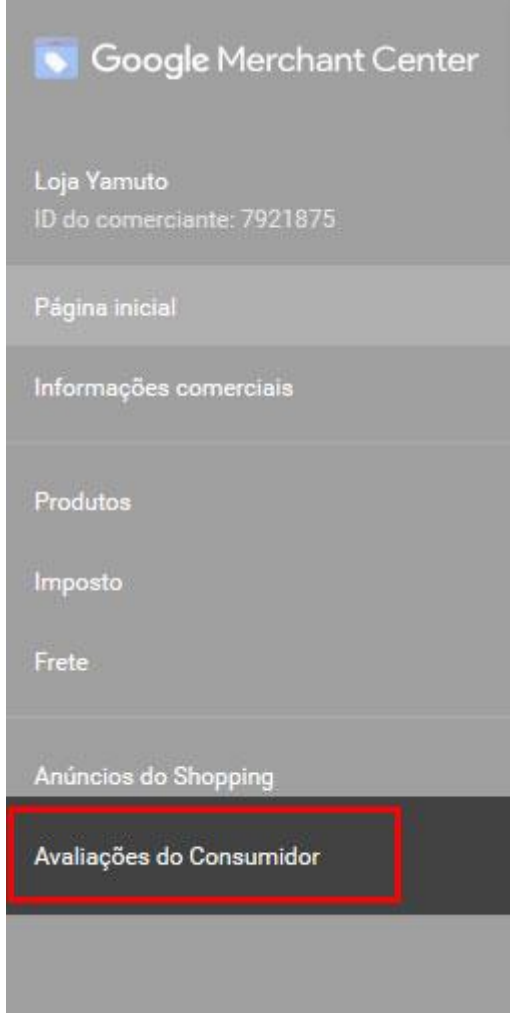 Google Merchant Center
Loja Yamuto
ID do comerciante: 7921875
Página inicial
Informações comerciais
Produtos
Imposto
Frete
Anúncios do Shopping
Avaliações do Consumidor